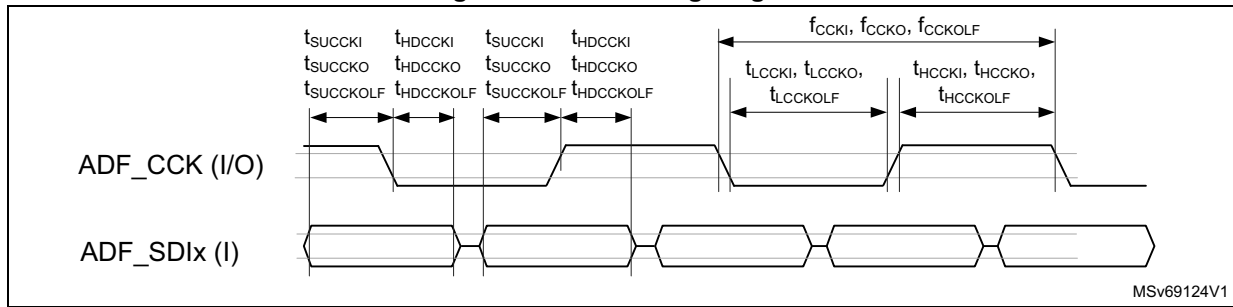 tSUCCKI tHDCCKI tSUCCKI tHDCCKI
tSUCCKO tHDCCKO tSUCCKO tHDCCKO
tSUCCKOLF tHDCCKOLF tSUCCKOLF tHDCCKOLF
fCCKI, fCCKO, fCCKOLF
tLCCKI, tLCCKO,
tLCCKOLF
tHCCKI, tHCCKO,
tHCCKOLF
ADF_CCK (I/O)
ADF_SDIx (I)
MSv69124V1